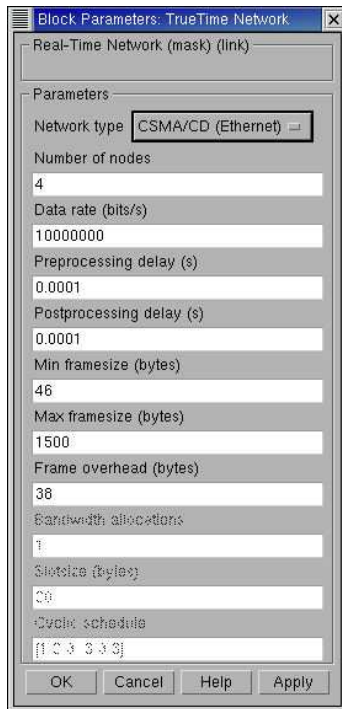 Block Parameters: TrueTime Network
Real-Time Network (mask) (link)
Parameters
Network type CSMA/CD (Ethernet)
Number of nodes
4
Data rate (bits/s)
10000000
Preprocessing delay (s)
0.0001
Postprocessing delay (s)
0.0001
Min framesize (bytes)
46
Max framesize (bytes)
1500
Frame overhead (bytes)
38
Bandwidth allocations
1
Slotsize (bytes)
Cyclic schedule
OK Cancel Help Apply